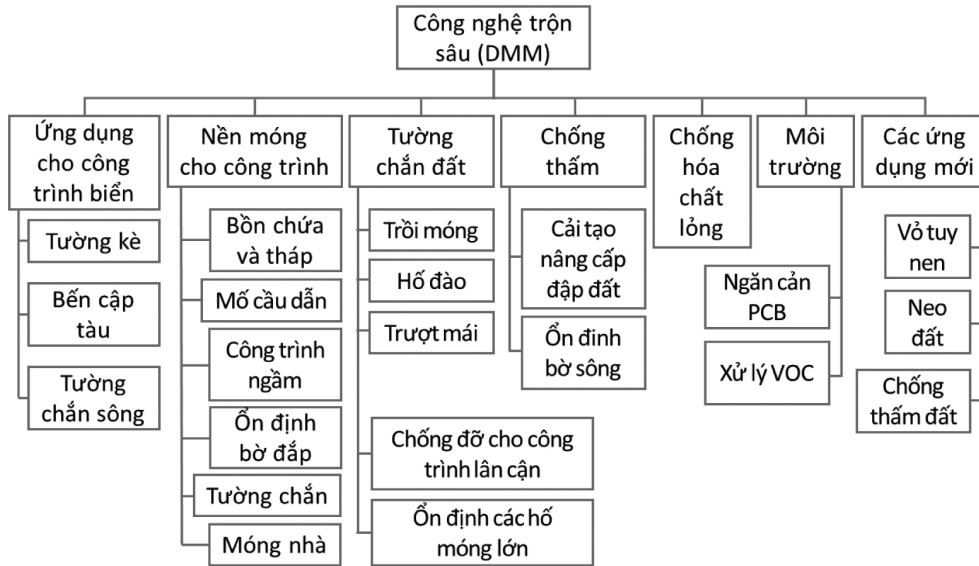 Công nghệ trộn
sâu (DMM)
Ứng dụng
cho công
trình biển
Tường kè
Bến cập
tàu
Tường
chắn sông
Nền móng
cho công trình
Bồn chứa
và tháp
Mố cầu dẫn
Công trình
ngầm
Ổn định
bờ đắp
Tường chắn
Móng nhà
Tường
chắn đất
Trồi móng
Hố đào
Trượt mái
Chống đỡ cho công
trình lân cận
Ổn định các hố
móng lớn
Chống
thấm
Cải tạo
nâng cấp
đập đất
Ổn đinh
bờ sông
Chống
hóa
chất
lỏng
Môi
trường
Ngăn cản
PCB
Xử lý VOC
Các ứng
dụng mới
Vỏ tuy
nen
Neo
đất
Chống
thấm đất